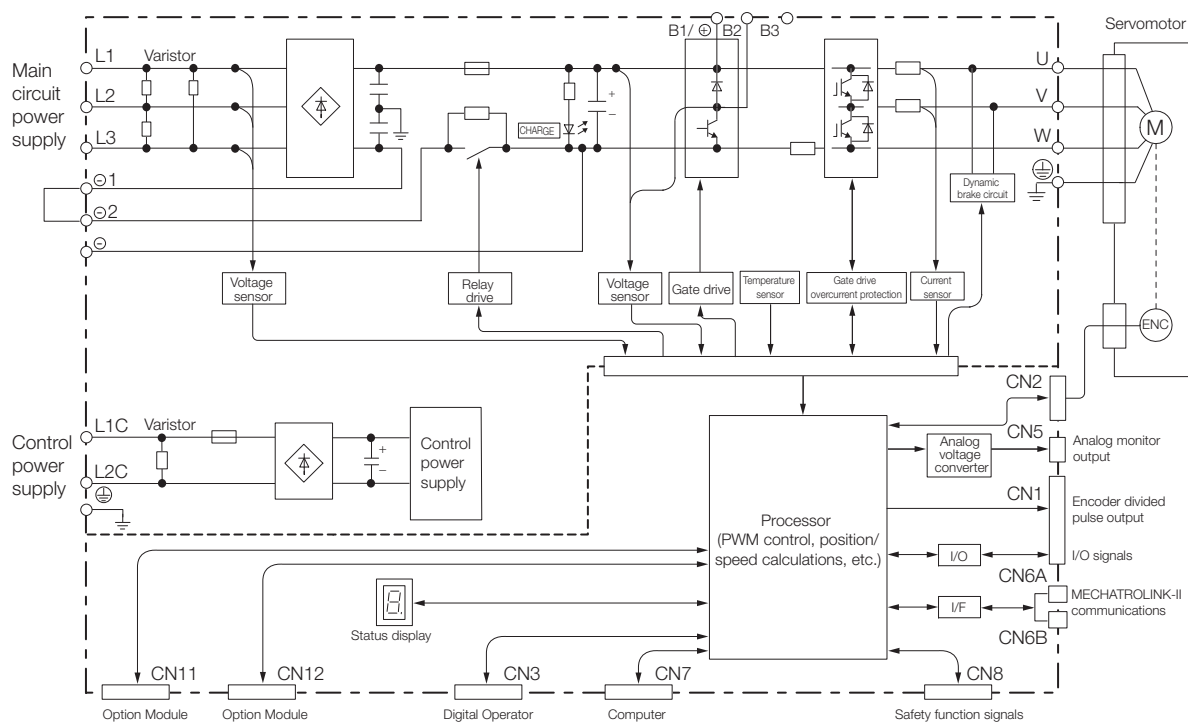 B1/ ⊕ B2 B3
Servomotor
Main
circuit
power
supply
L1
Varistor
L2
L3
⊖1
⊖2
⊖
+
−
CHARGE
U
V
W
M
Dynamic
brake circuit
Voltage
sensor
Relay
drive
Voltage
sensor
Gate drive
Temperature
sensor
Gate drive
overcurrent protection
Current
sensor
ENC
Control
power
supply
L1C
Varistor
L2C
+
−
Control
power
supply
CN2
CN5
Analog
voltage
converter
Analog monitor
output
CN1
Encoder divided
pulse output
Processor
(PWM control, position/
speed calculations, etc.)
I/O
I/O signals
CN6A
I/F
MECHATROLINK-II
communications
CN6B
8.
Status display
CN11
CN12
CN3
CN7
CN8
Option Module
Option Module
Digital Operator
Computer
Safety function signals